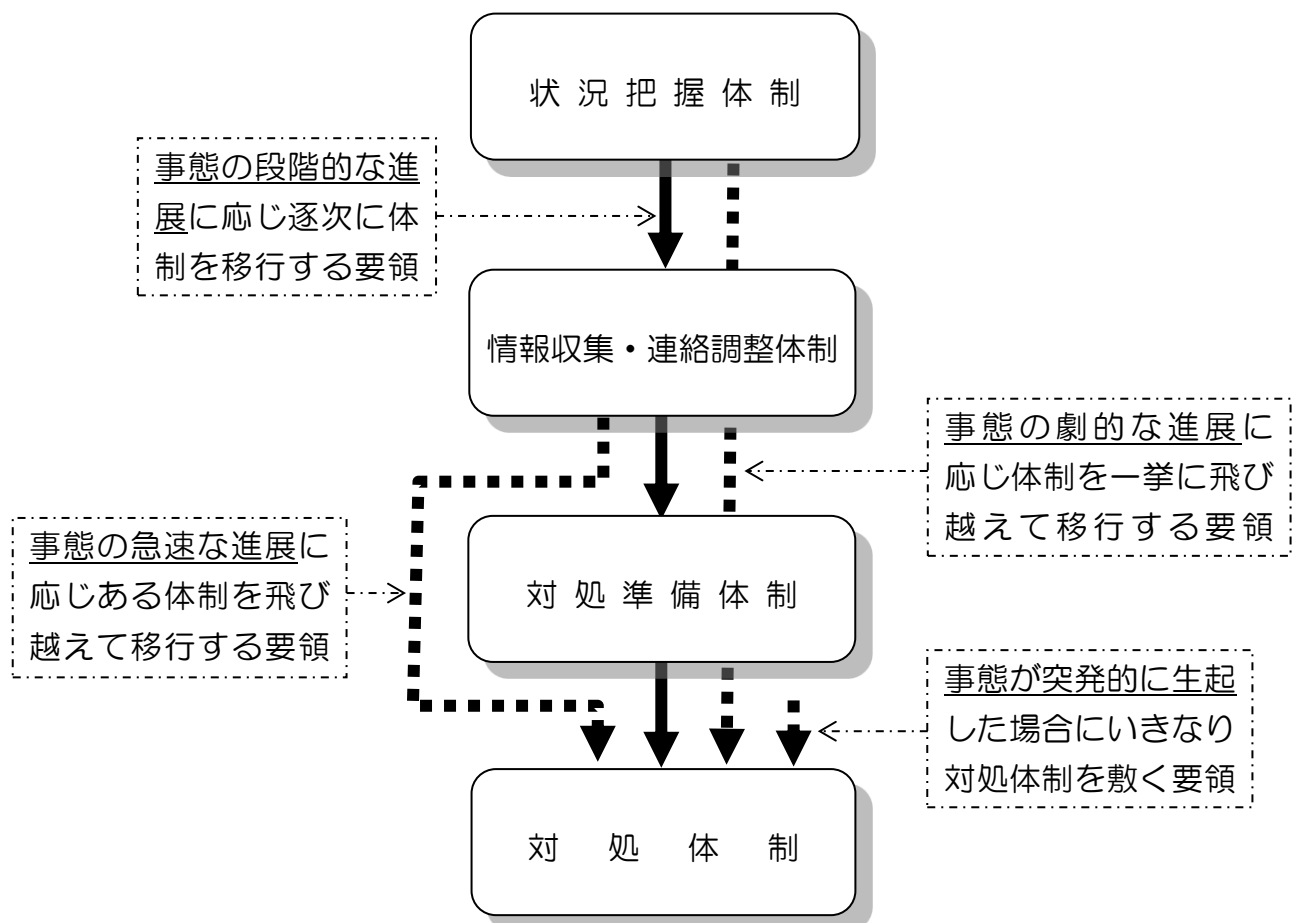 状況把握体制
事態の段階的な進
展に応じ逐次に体
制を移行する要領
情報収集・連絡調整体制
事態の劇的な進展に
応じ体制を一挙に飛び
越えて移行する要領
事態の急速な進展に
応じある体制を飛び
越えて移行する要領
対処準備体制
事態が突発的に生起
した場合にいきなり
対処体制を敷く要領
対処体制